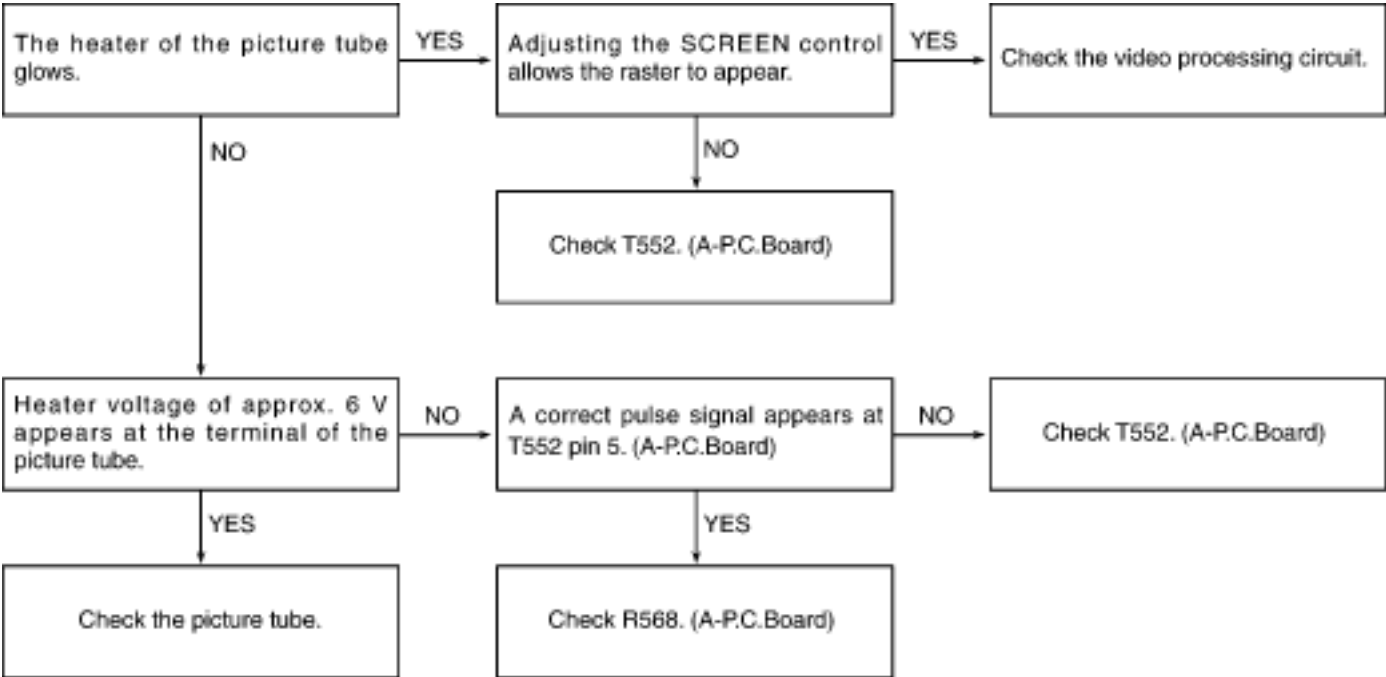 The heater of the picture tube
glows.
YES
Adjusting the SCREEN control
allows the raster to appear.
YES
Check the video processing circuit.
NO
NO
Check T552. (A-P.C.Board)
Heater voltage of approx. 6 V
appears at the terminal of the
picture tube.
NO
A correct pulse signal appears at
T552 pin 5. (A-P.C.Board)
NO
Check T552. (A-P.C.Board)
YES
YES
Check the picture tube.
Check R568. (A-P.C.Board)